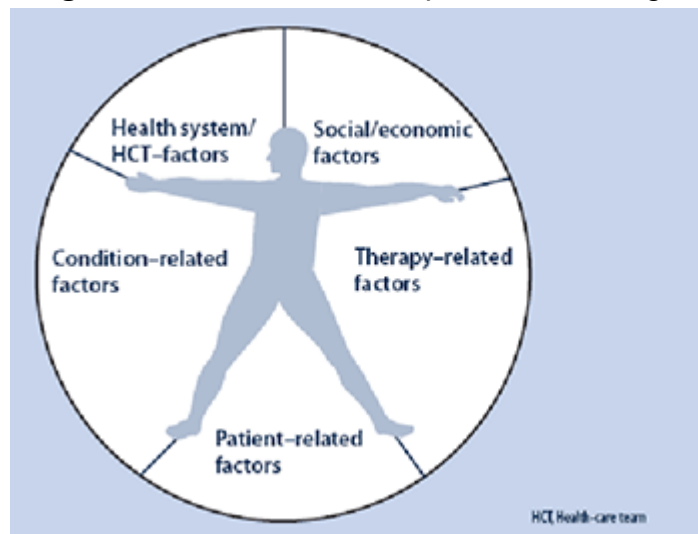 Health system/
HCT–factors
Social/economic
factors
Condition–related
factors
Therapy–related
factors
Patient–related
factors
HCT, Health–care team